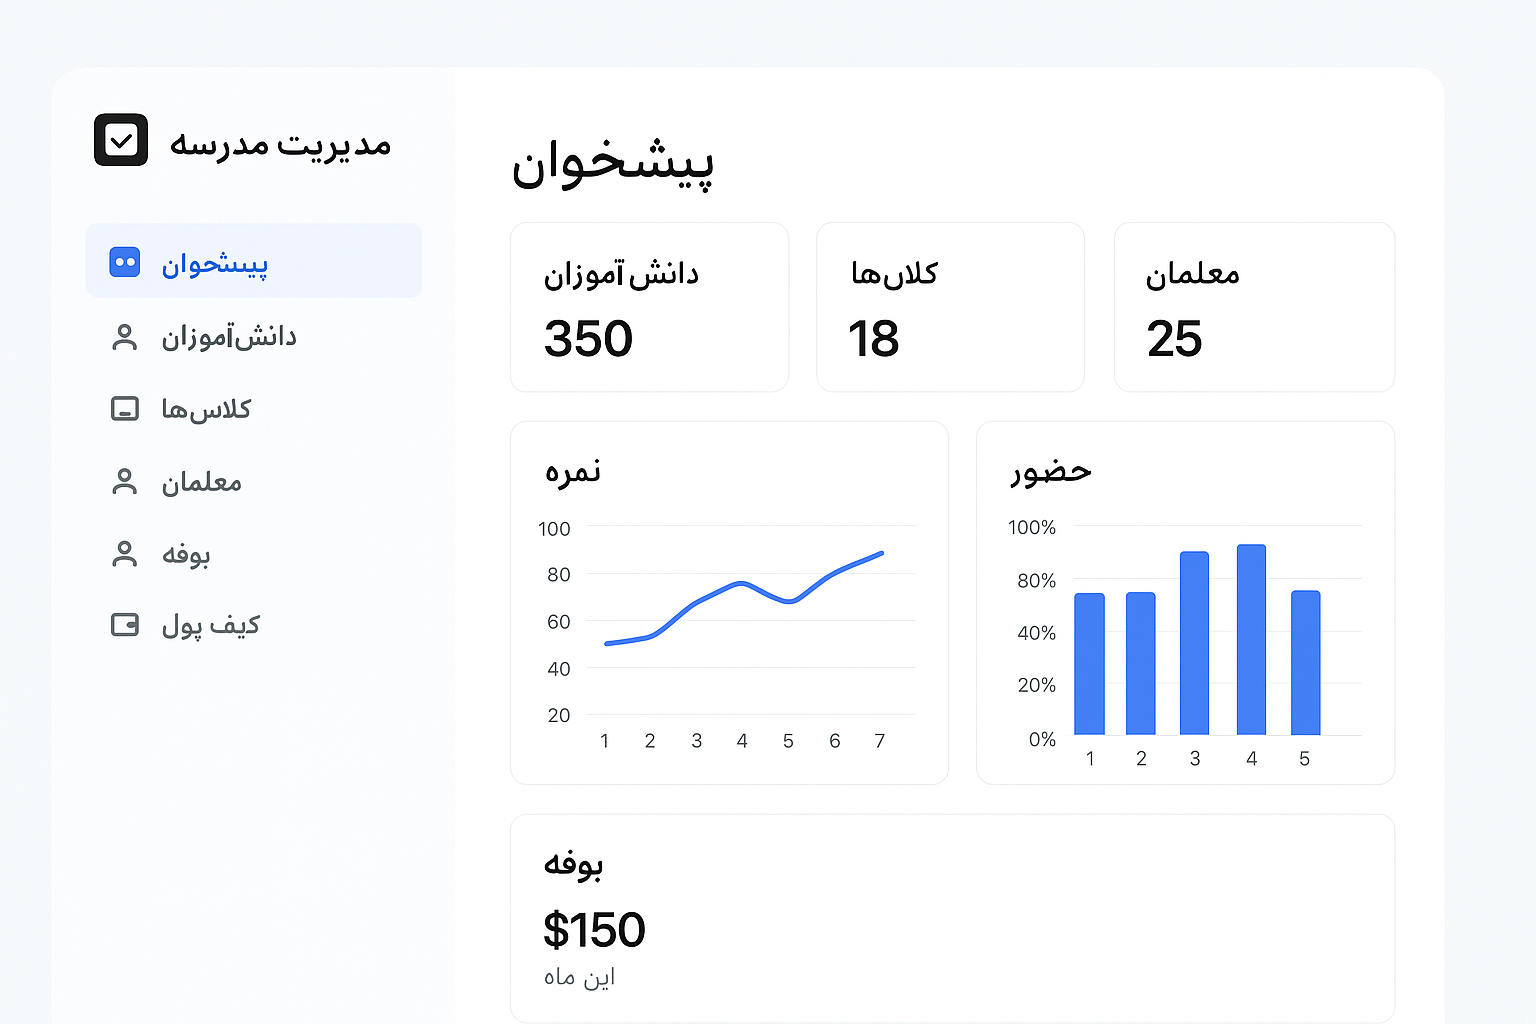 مدیریت مدرسه
پیشخوان
دانش‌آموزان
کلاس‌ها
معلمان
بوفه
کیف پول
پیشخوان
دانش آموزان
350
کلاس‌ها
18
معلمان
25
نمره
100
80
60
40
20
1 2 3 4 5 6 7
حضور
100%
80%
40%
20%
0%
1 2 3 4 5
بوفه
$150
این ماه